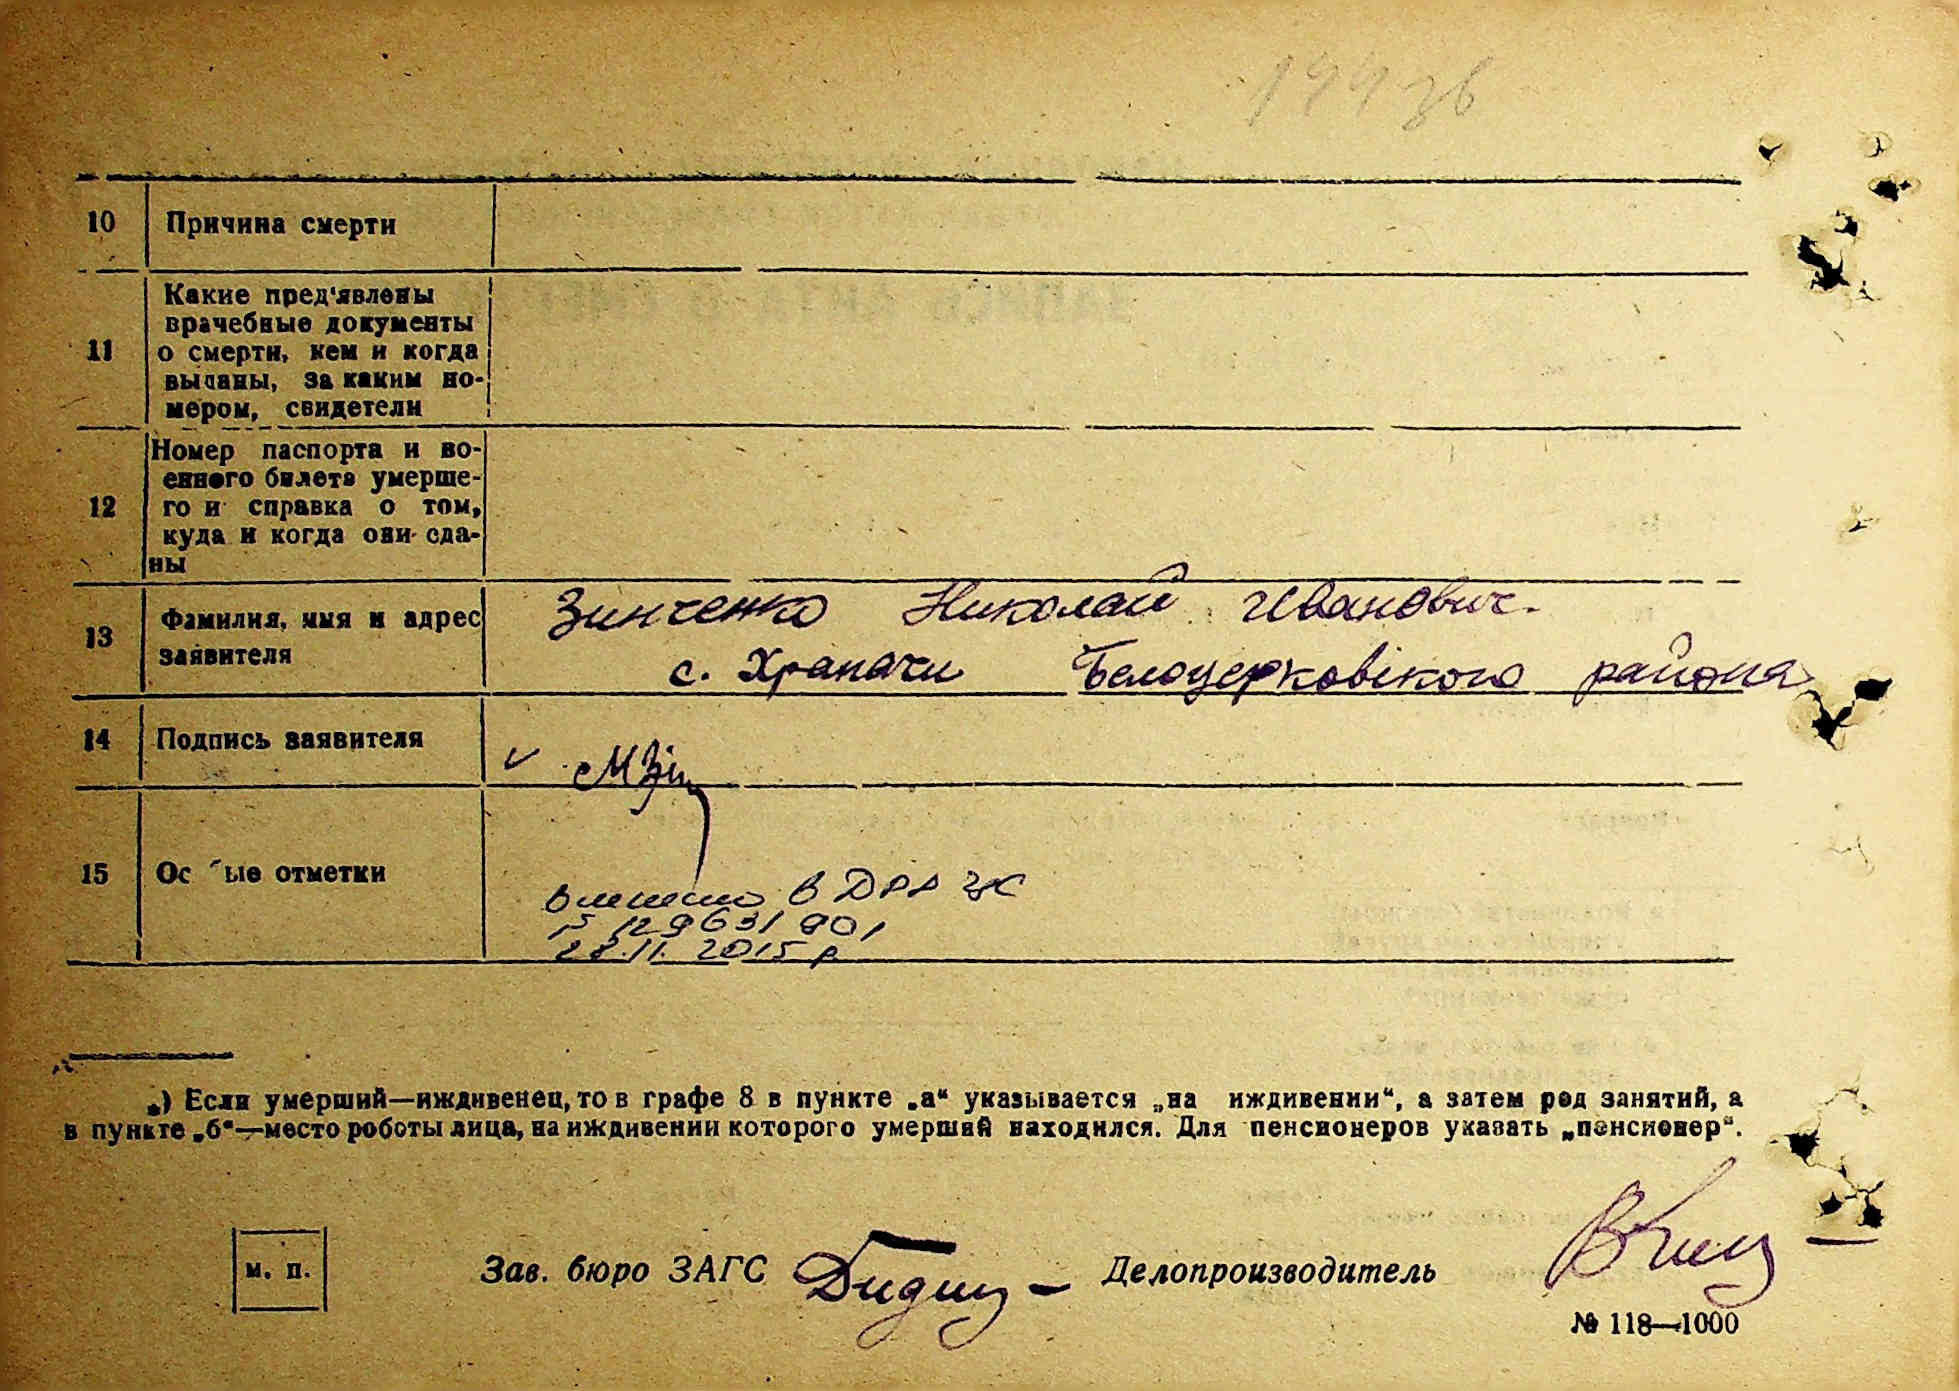 10 Причина смерти
11 Какие пред‘явлены
врачебные документы
о смерти, кем и когда
выданы, за каким но-
мером, свидетели
12 Номер паспорта и во-
енного билета умерше-
го и справка о том,
куда и когда они сда-
ны
13 Фамилия, имя и адрес
заявителя
Зинченко Николай Иванович.
с. Храпачи Белоцерковского района
14 Подпись заявителя
15 Ос ые отметки
внесено в ДРА
28.11.2015 р
*) Если умерший—иждивенец, то в графе 8 в пункте „а“ указывается „на иждивении“, а затем род занятий, а
в пункте „б“—место роботы лица, на иждивении которого умерший находился. Для пенсионеров указать „пенсионер“.
м. п. Зав. бюро ЗАГС Делопроизводитель
№ 118—1000